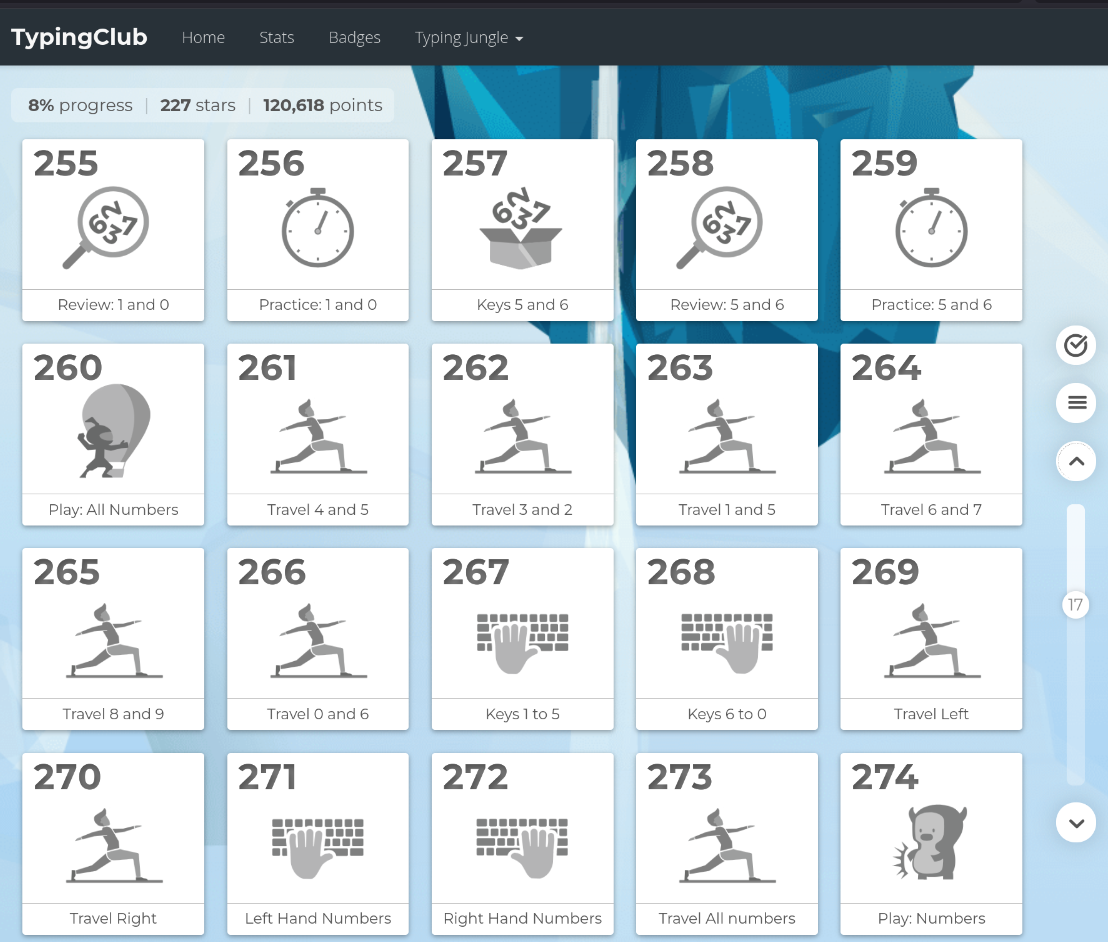 TypingClub Home Stats Badges Typing Jungle
8% progress | 227 stars | 120,618 points
255 256 257 258 259
Review: 1 and 0 Practice: 1 and 0 Keys 5 and 6 Review: 5 and 6 Practice: 5 and 6
260 261 262 263 264
Play: All Numbers Travel 4 and 5 Travel 3 and 2 Travel 1 and 5 Travel 6 and 7
265 266 267 268 269
17
Travel 8 and 9 Travel 0 and 6 Keys 1 to 5 Keys 6 to 0 Travel Left
270 271 272 273 274
Travel Right Left Hand Numbers Right Hand Numbers Travel All numbers Play: Numbers